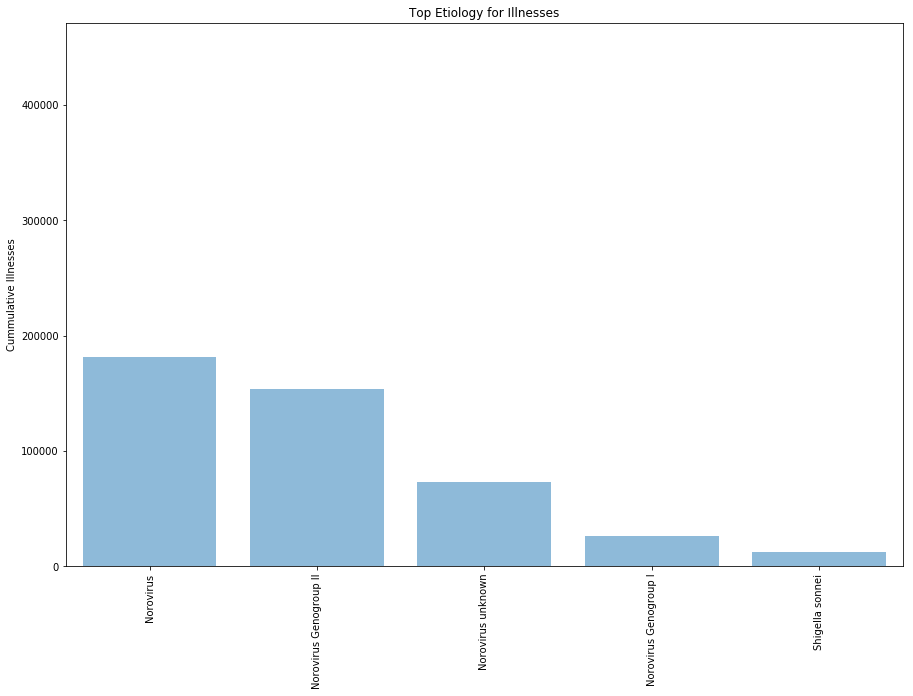 Top Etiology for Illnesses
Cummulative Illnesses
400000
300000
200000
100000
0
Norovirus
Norovirus Genogroup II
Norovirus unknown
Norovirus Genogroup I
Shigella sonnei